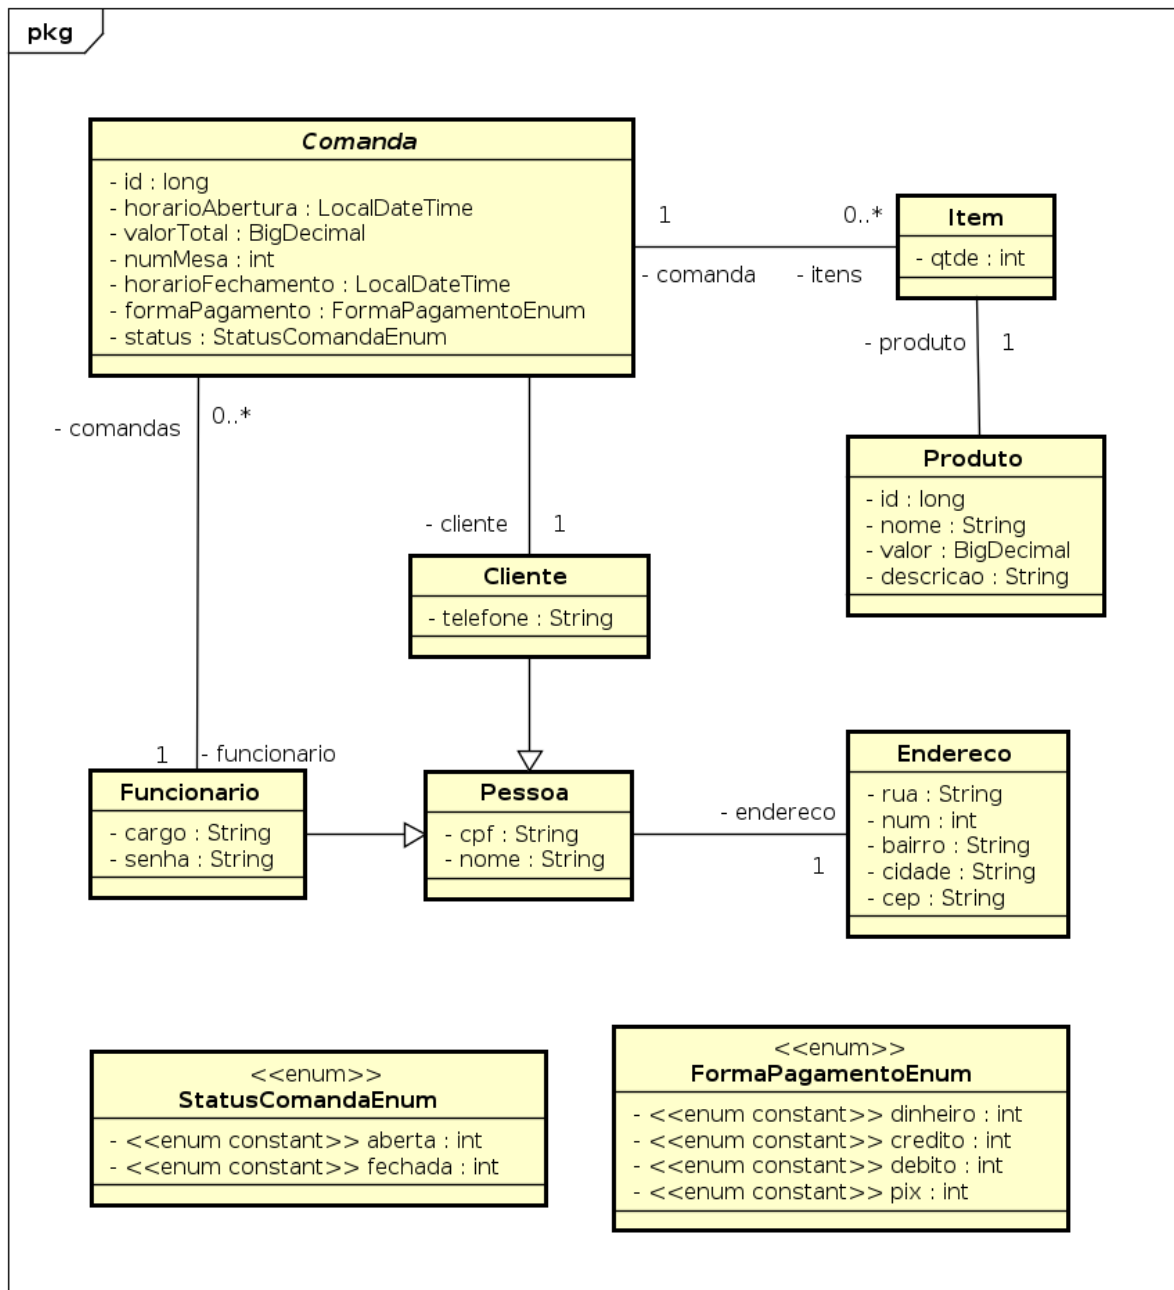 pkg
Comanda
- id : long
- horarioAbertura : LocalDateTime
- valorTotal : BigDecimal
- numMesa : int
- horarioFechamento : LocalDateTime
- formaPagamento : FormaPagamentoEnum
- status : StatusComandaEnum
1
0..*
- comanda
- itens
Item
- qtde : int
- produto
1
Produto
- id : long
- nome : String
- valor : BigDecimal
- descricao : String
- comandas
0..*
- cliente
1
Cliente
- telefone : String
1
- funcionario
Funcionario
- cargo : String
- senha : String
Pessoa
- cpf : String
- nome : String
- endereco
1
Endereco
- rua : String
- num : int
- bairro : String
- cidade : String
- cep : String
<<enum>>
StatusComandaEnum
- <<enum constant>> aberta : int
- <<enum constant>> fechada : int
<<enum>>
FormaPagamentoEnum
- <<enum constant>> dinheiro : int
- <<enum constant>> credito : int
- <<enum constant>> debito : int
- <<enum constant>> pix : int